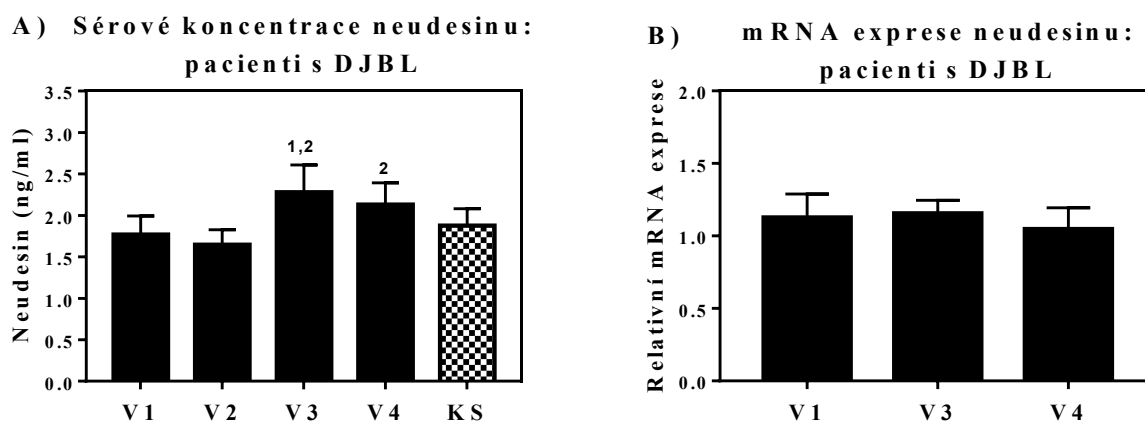 A) Sérové koncentrace neudesinu:
pacienti s DJBL
Neudesin (ng/ml)
3.5
3.0
2.5
2.0
1.5
1.0
0.5
0.0
1,2
2
V1 V2 V3 V4 KS
B) mRNA exprese neudesinu:
pacienti s DJBL
Relativní mRNA exprese
2.0
1.5
1.0
0.5
0.0
V1 V3 V4